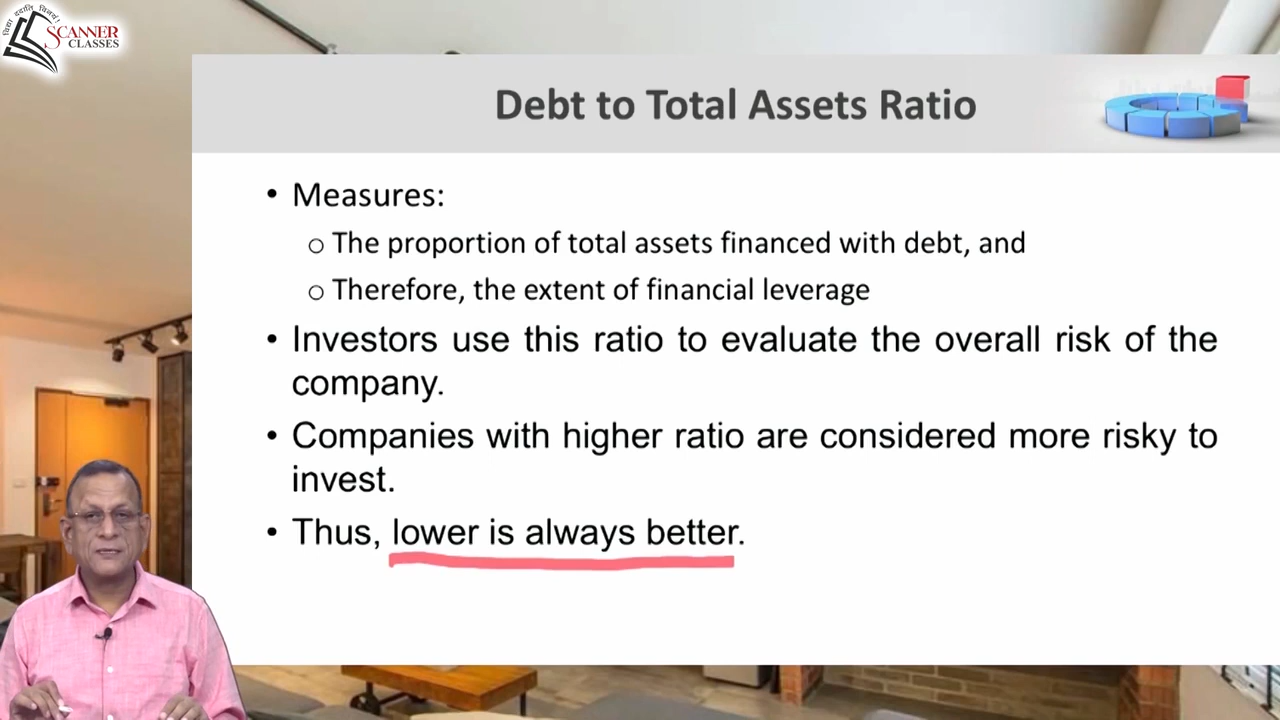 विद्या ददाति विनयं
SCANNER
CLASSES
Debt to Total Assets Ratio
• Measures:
o The proportion of total assets financed with debt, and
o Therefore, the extent of financial leverage
• Investors use this ratio to evaluate the overall risk of the
company.
• Companies with higher ratio are considered more risky to
invest.
• Thus, lower is always better.